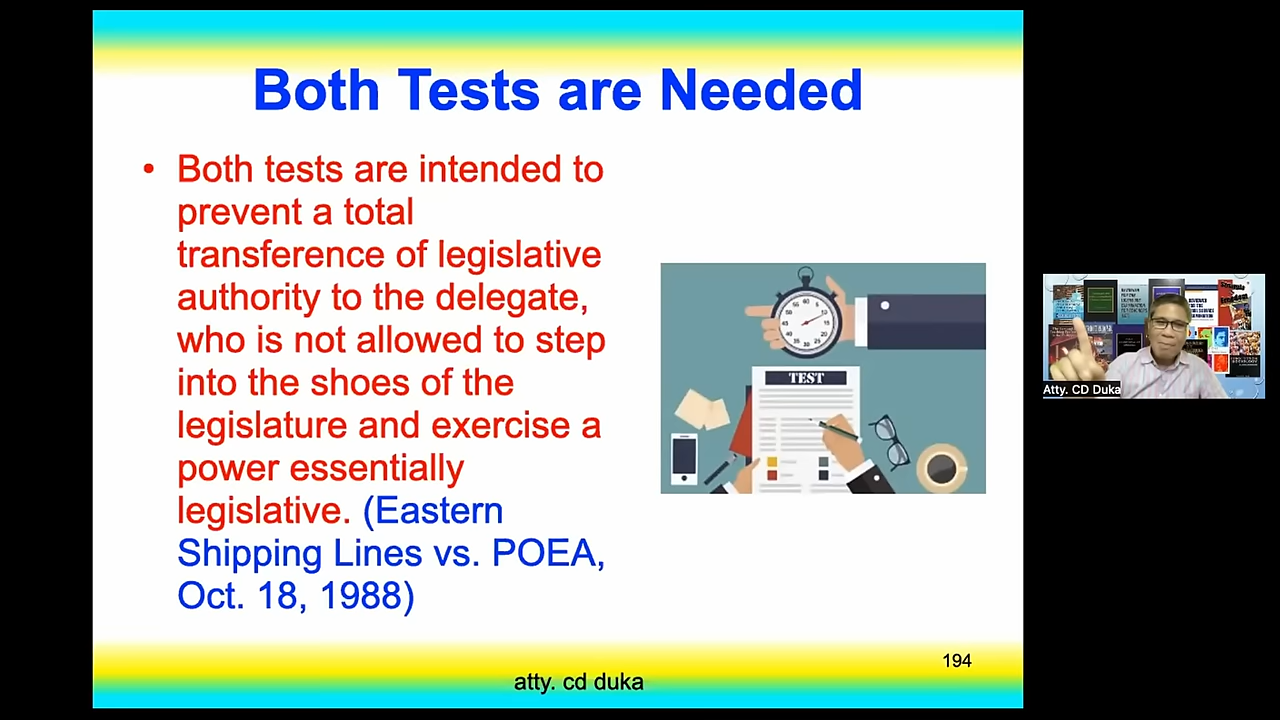 Both Tests are Needed
• Both tests are intended to
prevent a total
transference of legislative
authority to the delegate,
who is not allowed to step
into the shoes of the
legislature and exercise a
power essentially
legislative. (Eastern
Shipping Lines vs. POEA,
Oct. 18, 1988)
60
30
TEST
Atty. CD Duka
194
atty. cd duka